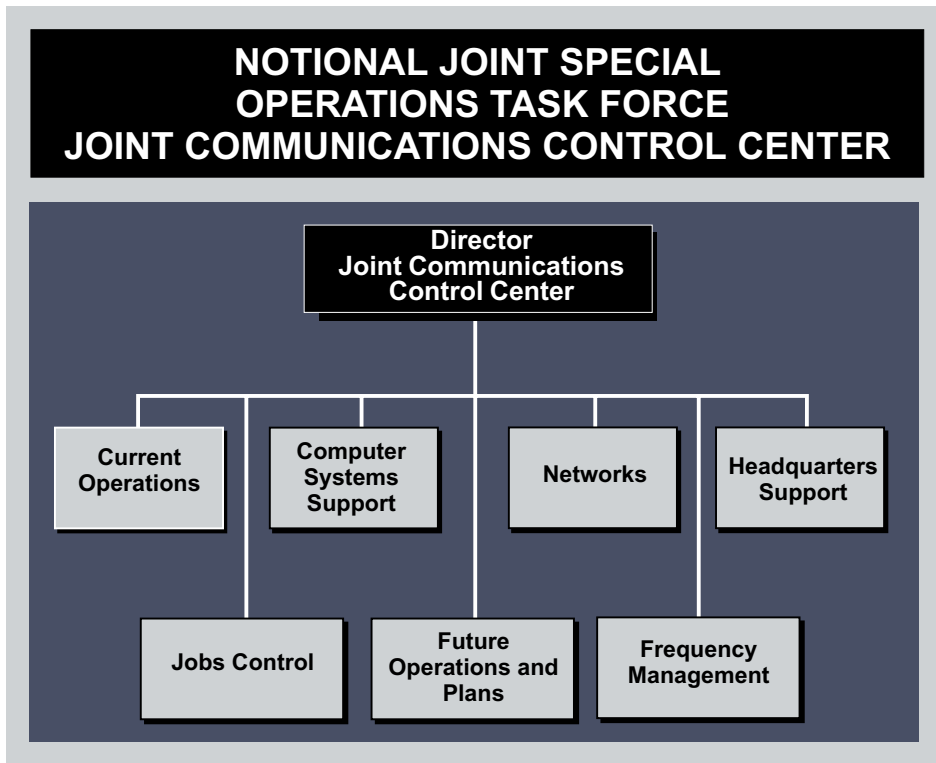 NOTIONAL JOINT SPECIAL
OPERATIONS TASK FORCE
JOINT COMMUNICATIONS CONTROL CENTER
Director
Joint Communications
Control Center
Current
Operations
Computer
Systems
Support
Networks
Headquarters
Support
Jobs Control
Future
Operations and
Plans
Frequency
Management